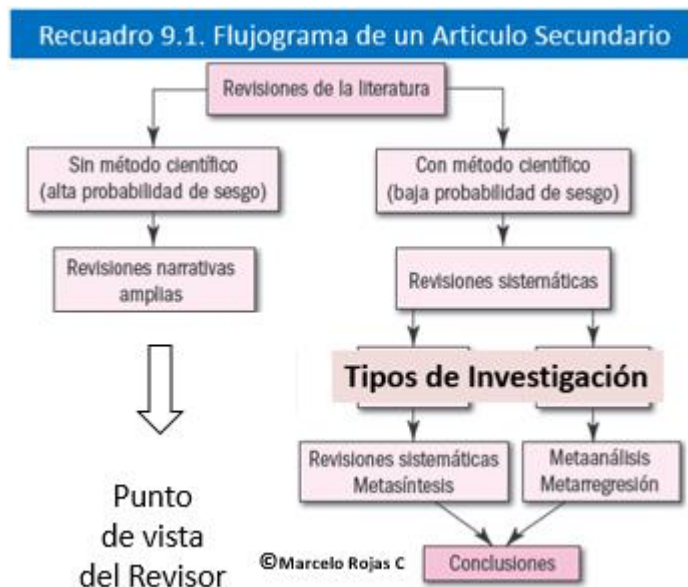 Recuadro 9.1. Flujograma de un Articulo Secundario
Revisiones de la literatura
Sin método científico
(alta probabilidad de sesgo)
Con método científico
(baja probabilidad de sesgo)
Revisiones narrativas
amplias
Revisiones sistemáticas
Tipos de Investigación
Revisiones sistemáticas
Metasíntesis
Metaanálisis
Metarregresión
Punto
de vista
del Revisor
©Marcelo Rojas C
Conclusiones